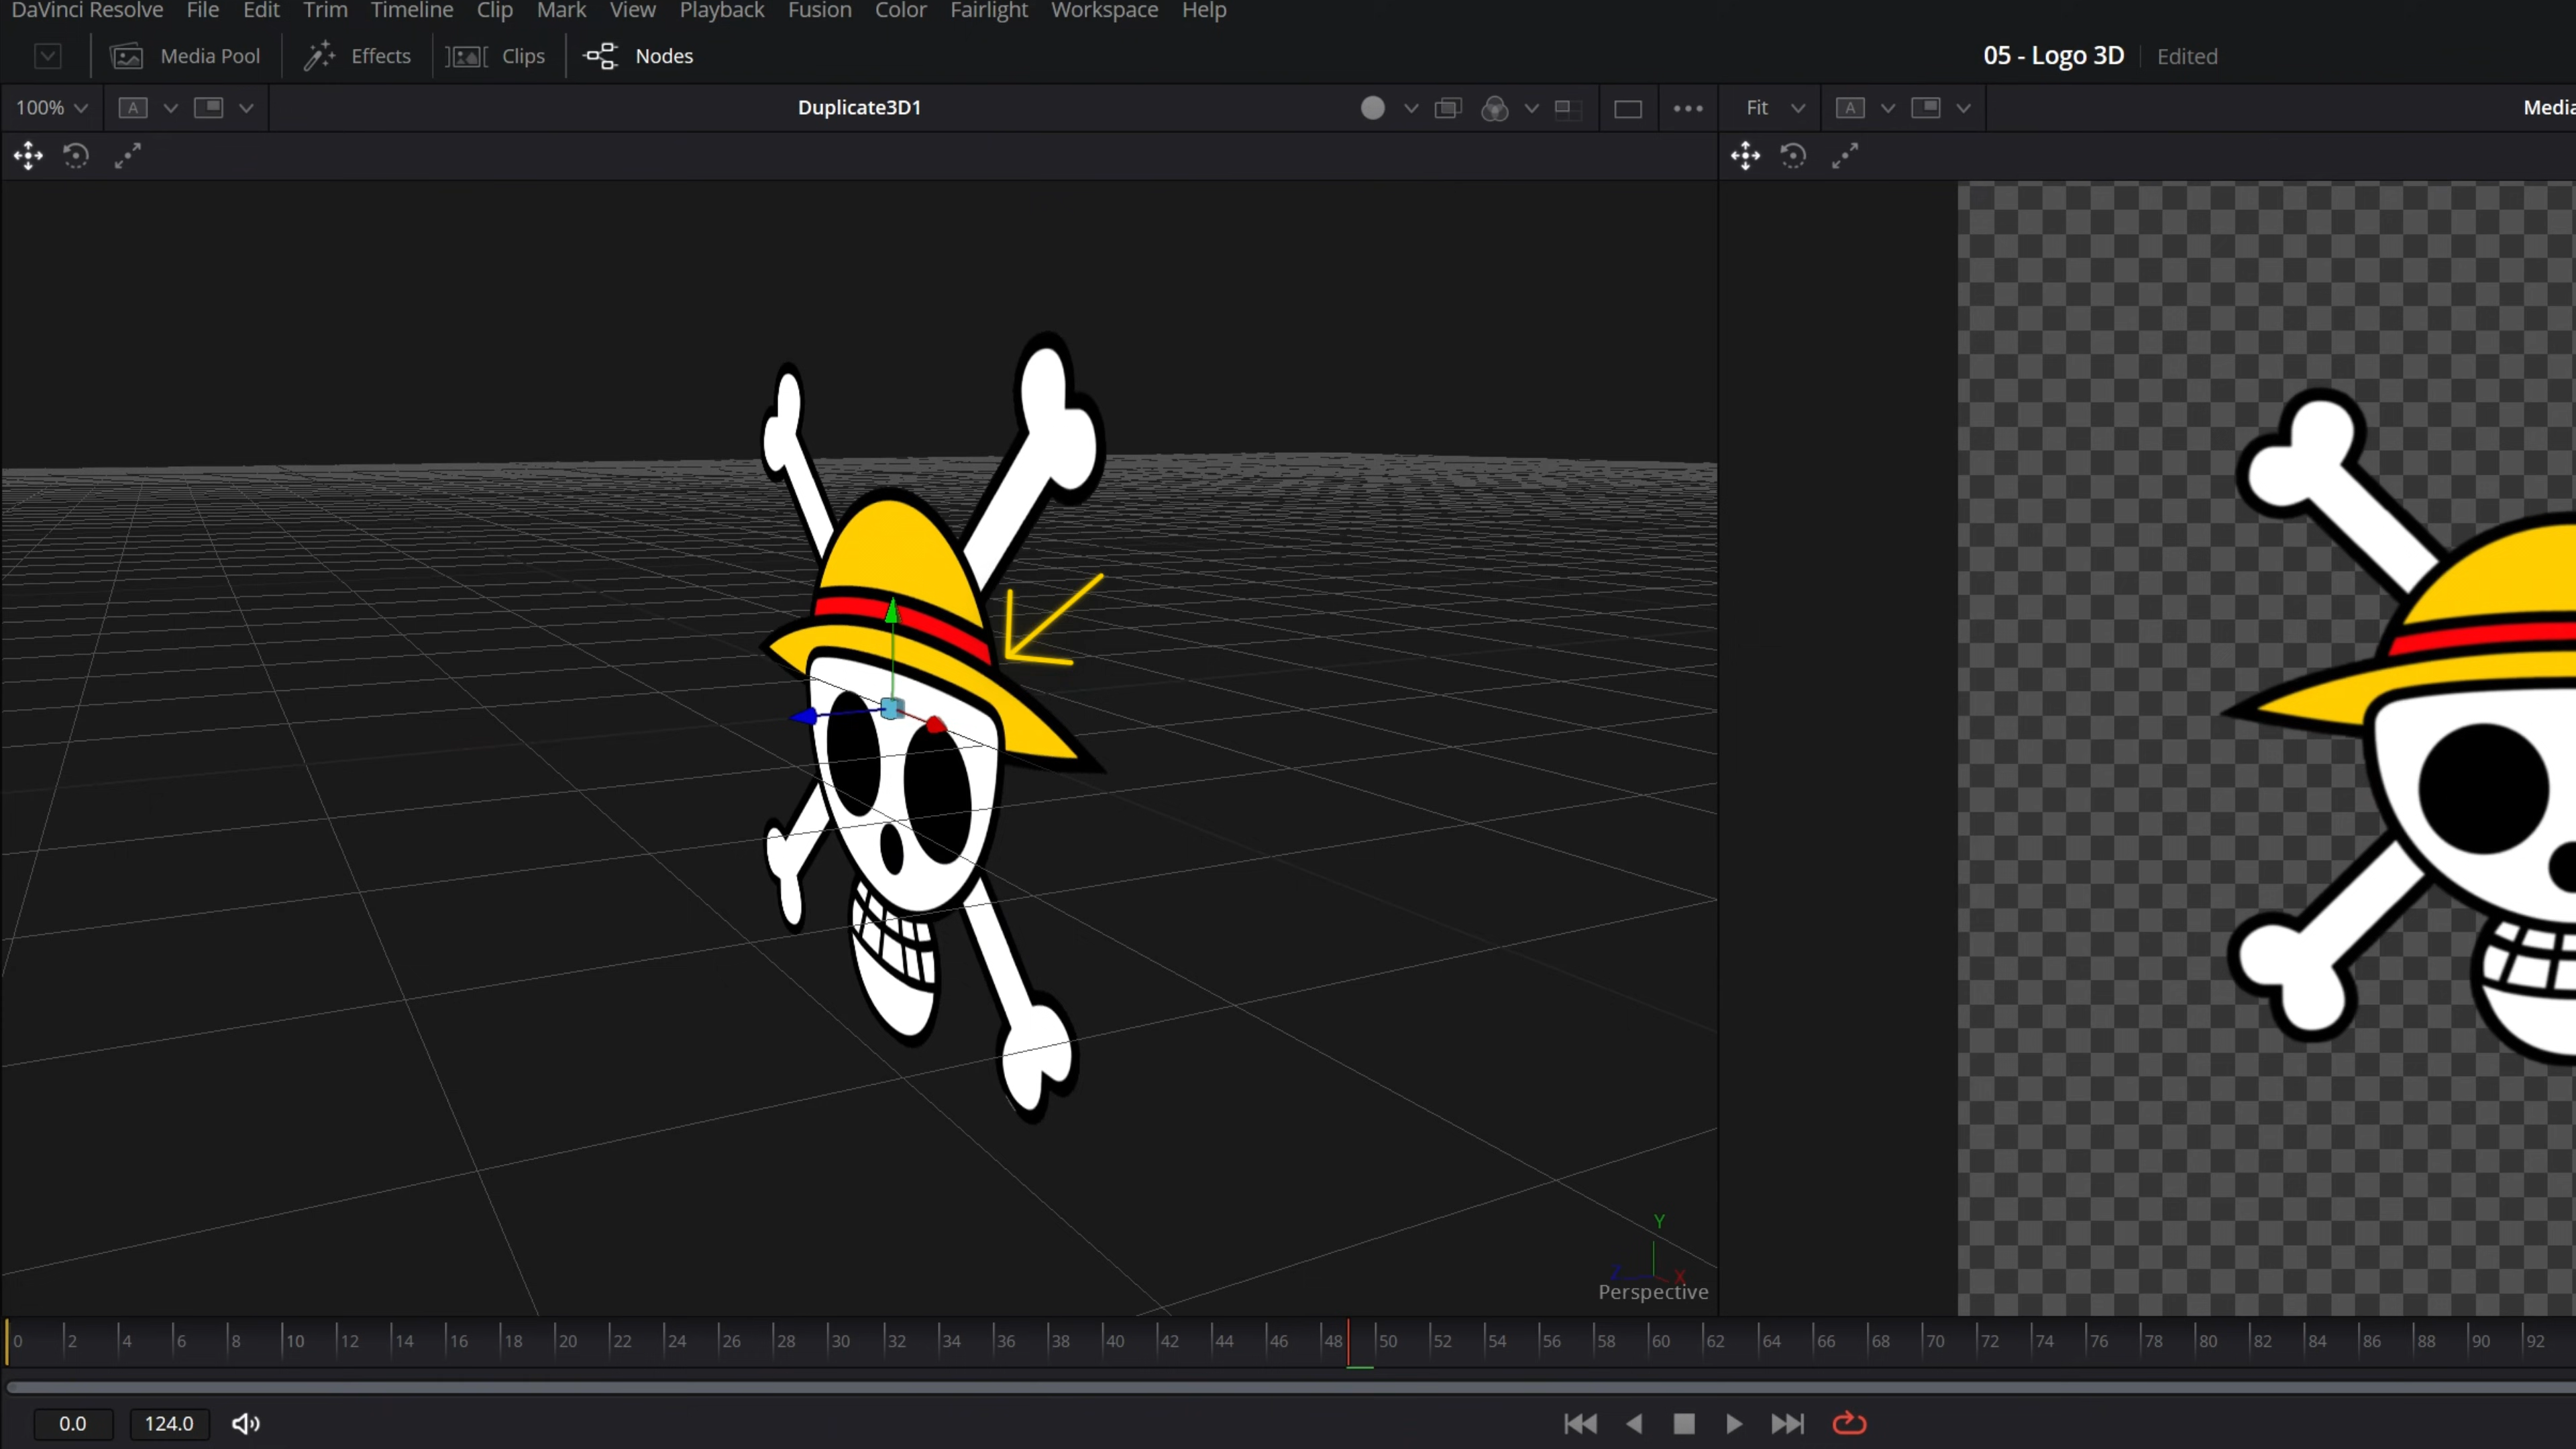 DaVinci Resolve File Edit Trim Timeline Clip Mark View Playback Fusion Color Fairlight Workspace Help
Media Pool Effects Clips Nodes 05 - Logo 3D Edited
100% A Duplicate3D1 Fit A Media
Y
Z X
Perspective
0 2 4 6 8 10 12 14 16 18 20 22 24 26 28 30 32 34 36 38 40 42 44 46 48 50 52 54 56 58 60 62 64 66 68 70 72 74 76 78 80 82 84 86 88 90 92
0.0 124.0